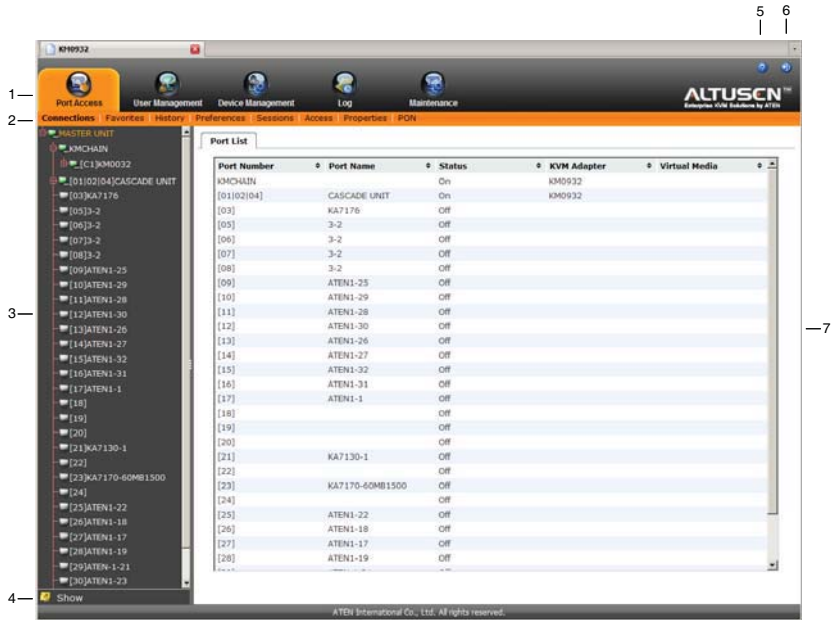 5 6
KM0932
1
Port Access User Management Device Management Log Maintenance
ALTUSEN™
Enterprise KVM Solutions by ATEN
2
Connections Favorites History Preferences Sessions Access Properties PON
MASTER UNIT
KMCHAIN
[C1]KM0032
[01|02|04]CASCADE UNIT
[03]KA7176
[05]3-2
[06]3-2
[07]3-2
[08]3-2
[09]ATEN1-25
[10]ATEN1-29
[11]ATEN1-28
[12]ATEN1-30
[13]ATEN1-26
[14]ATEN1-27
[15]ATEN1-32
[16]ATEN1-31
[17]ATEN1-1
[18]
[19]
[20]
[21]KA7130-1
[22]
[23]KA7170-60MB1500
[24]
[25]ATEN1-22
[26]ATEN1-18
[27]ATEN1-17
[28]ATEN1-19
[29]ATEN-1-21
[30]ATEN1-23
3
4
Show
Port List
Port Number Port Name Status KVM Adapter Virtual Media
KMCHAIN On KM0932
[01|02|04] CASCADE UNIT On KM0932
[03] KA7176 Off
[05] 3-2 Off
[06] 3-2 Off
[07] 3-2 Off
[08] 3-2 Off
[09] ATEN1-25 Off
[10] ATEN1-29 Off
[11] ATEN1-28 Off
[12] ATEN1-30 Off
[13] ATEN1-26 Off
[14] ATEN1-27 Off
[15] ATEN1-32 Off
[16] ATEN1-31 Off
[17] ATEN1-1 Off
[18] Off
[19] Off
[20] Off
[21] KA7130-1 Off
[22] Off
[23] KA7170-60MB1500 Off
[24] Off
[25] ATEN1-22 Off
[26] ATEN1-18 Off
[27] ATEN1-17 Off
[28] ATEN1-19 Off
7
ATEN International Co., Ltd. All rights reserved.